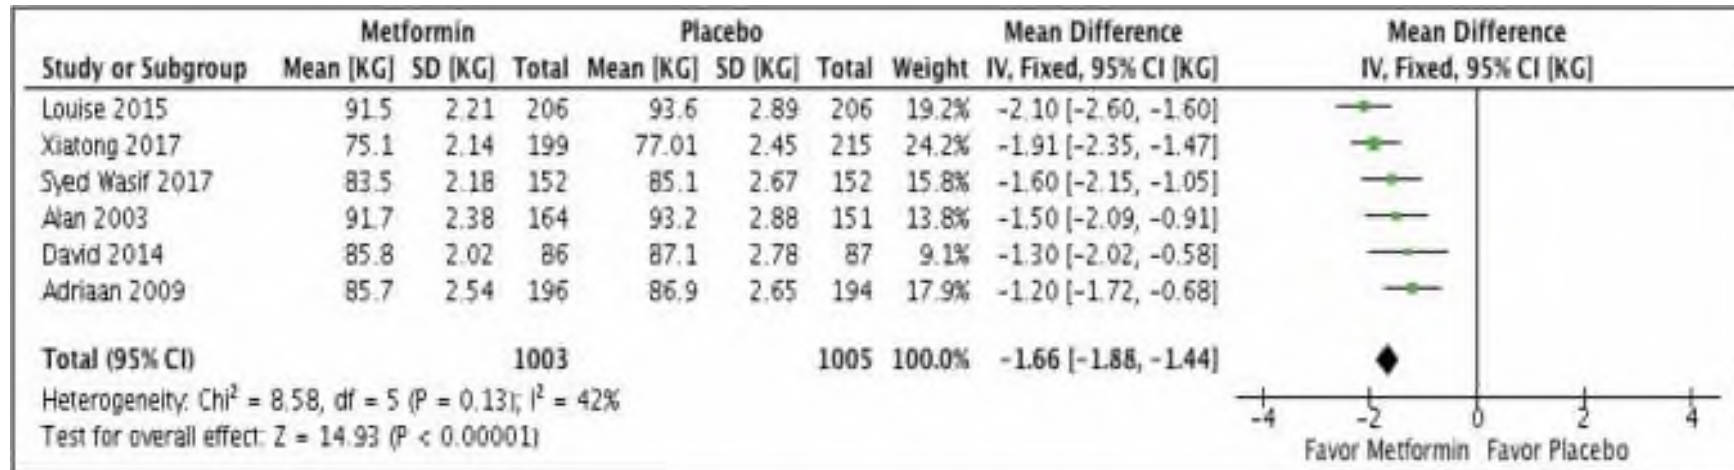 Metformin Placebo Mean Difference Mean Difference
Study or Subgroup Mean [KG] SD [KG] Total Mean [KG] SD [KG] Total Weight IV, Fixed, 95% CI [KG] IV, Fixed, 95% CI [KG]
Louise 2015 91.5 2.21 206 93.6 2.89 206 19.2% -2.10 [-2.60, -1.60]
Xiatong 2017 75.1 2.14 199 77.01 2.45 215 24.2% -1.91 [-2.35, -1.47]
Syed Wasif 2017 83.5 2.18 152 85.1 2.67 152 15.8% -1.60 [-2.15, -1.05]
Alan 2003 91.7 2.38 164 93.2 2.88 151 13.8% -1.50 [-2.09, -0.91]
David 2014 85.8 2.02 86 87.1 2.78 87 9.1% -1.30 [-2.02, -0.58]
Adriaan 2009 85.7 2.54 196 86.9 2.65 194 17.9% -1.20 [-1.72, -0.68]
Total (95% CI) 1003 1005 100.0% -1.66 [-1.88, -1.44]
Heterogeneity: Chi² = 8.58, df = 5 (P = 0.13); I² = 42%
Test for overall effect: Z = 14.93 (P < 0.00001)
-4 -2 0 2 4
Favor Metformin Favor Placebo